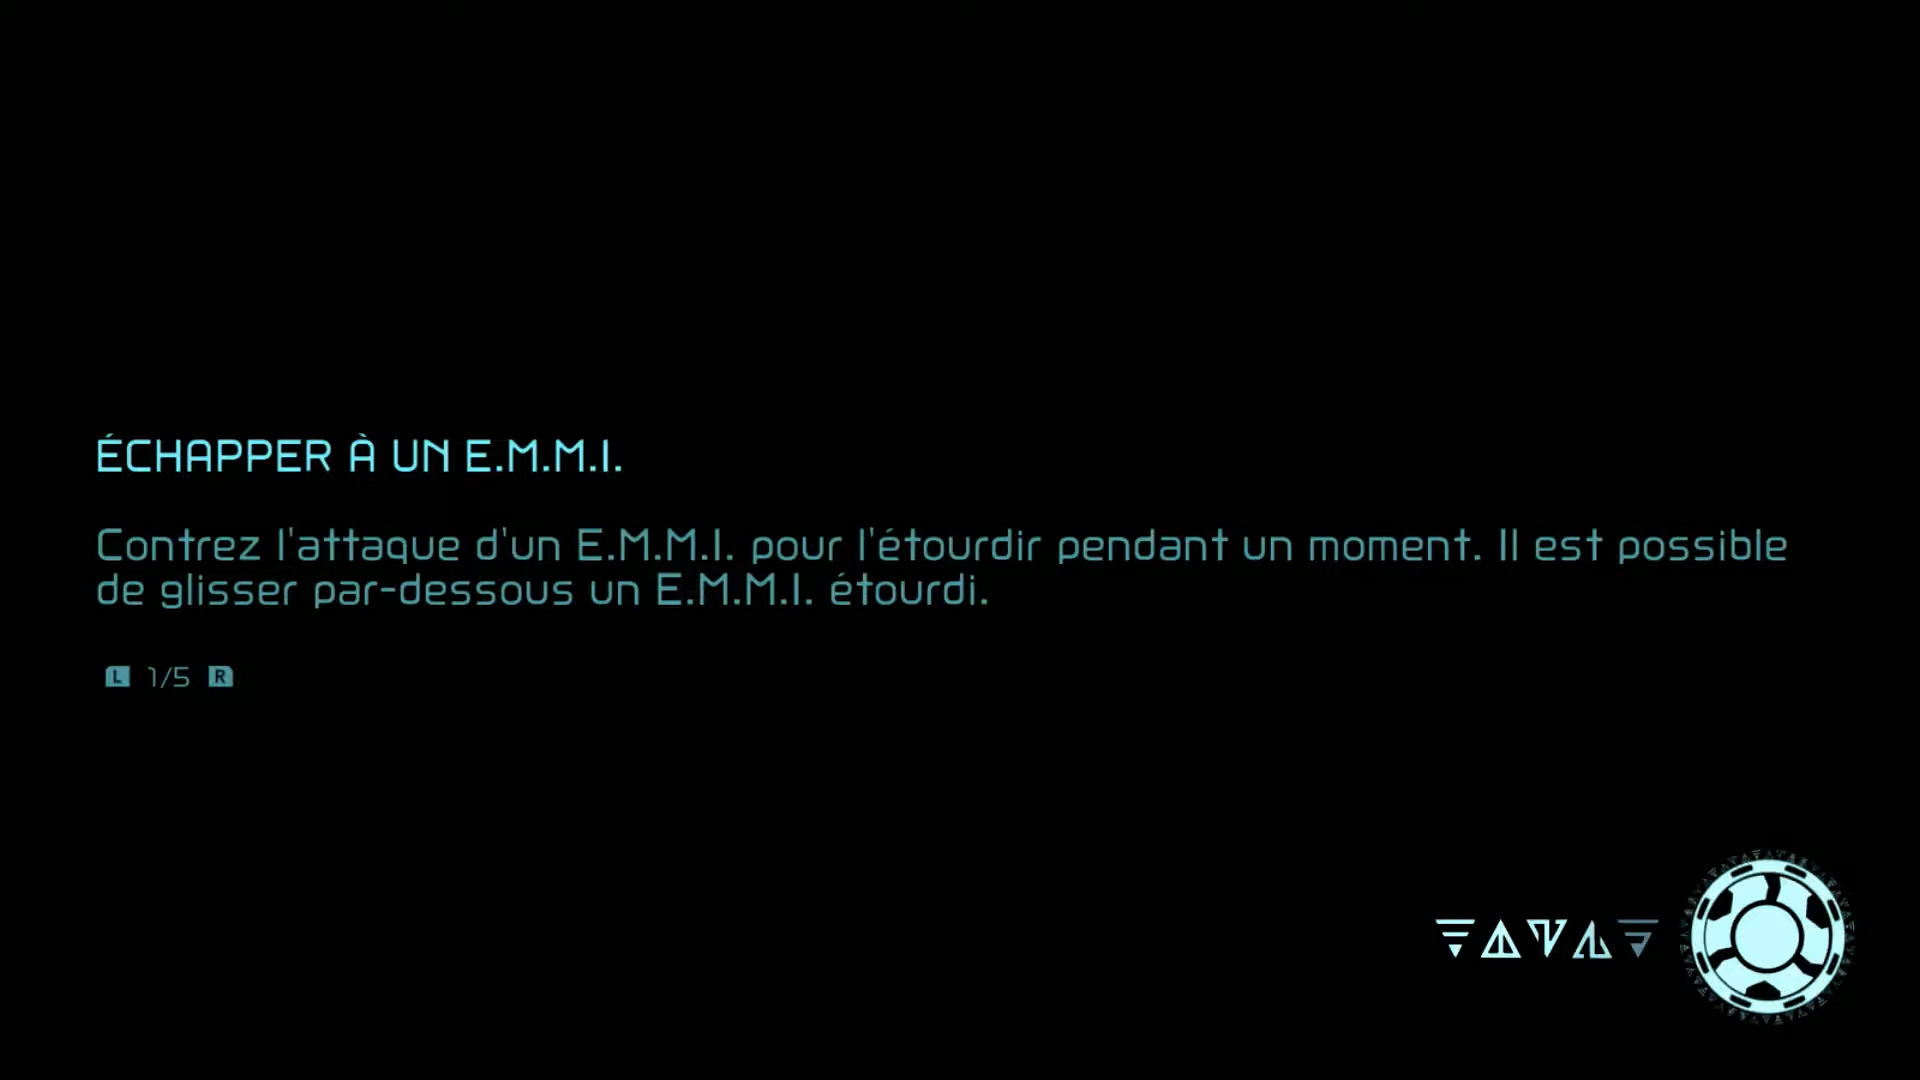 ÉCHAPPER À UN E.M.M.I.
Contrez l'attaque d'un E.M.M.I. pour l'étourdir pendant un moment. Il est possible
de glisser par-dessous un E.M.M.I. étourdi.
L 1/5 R